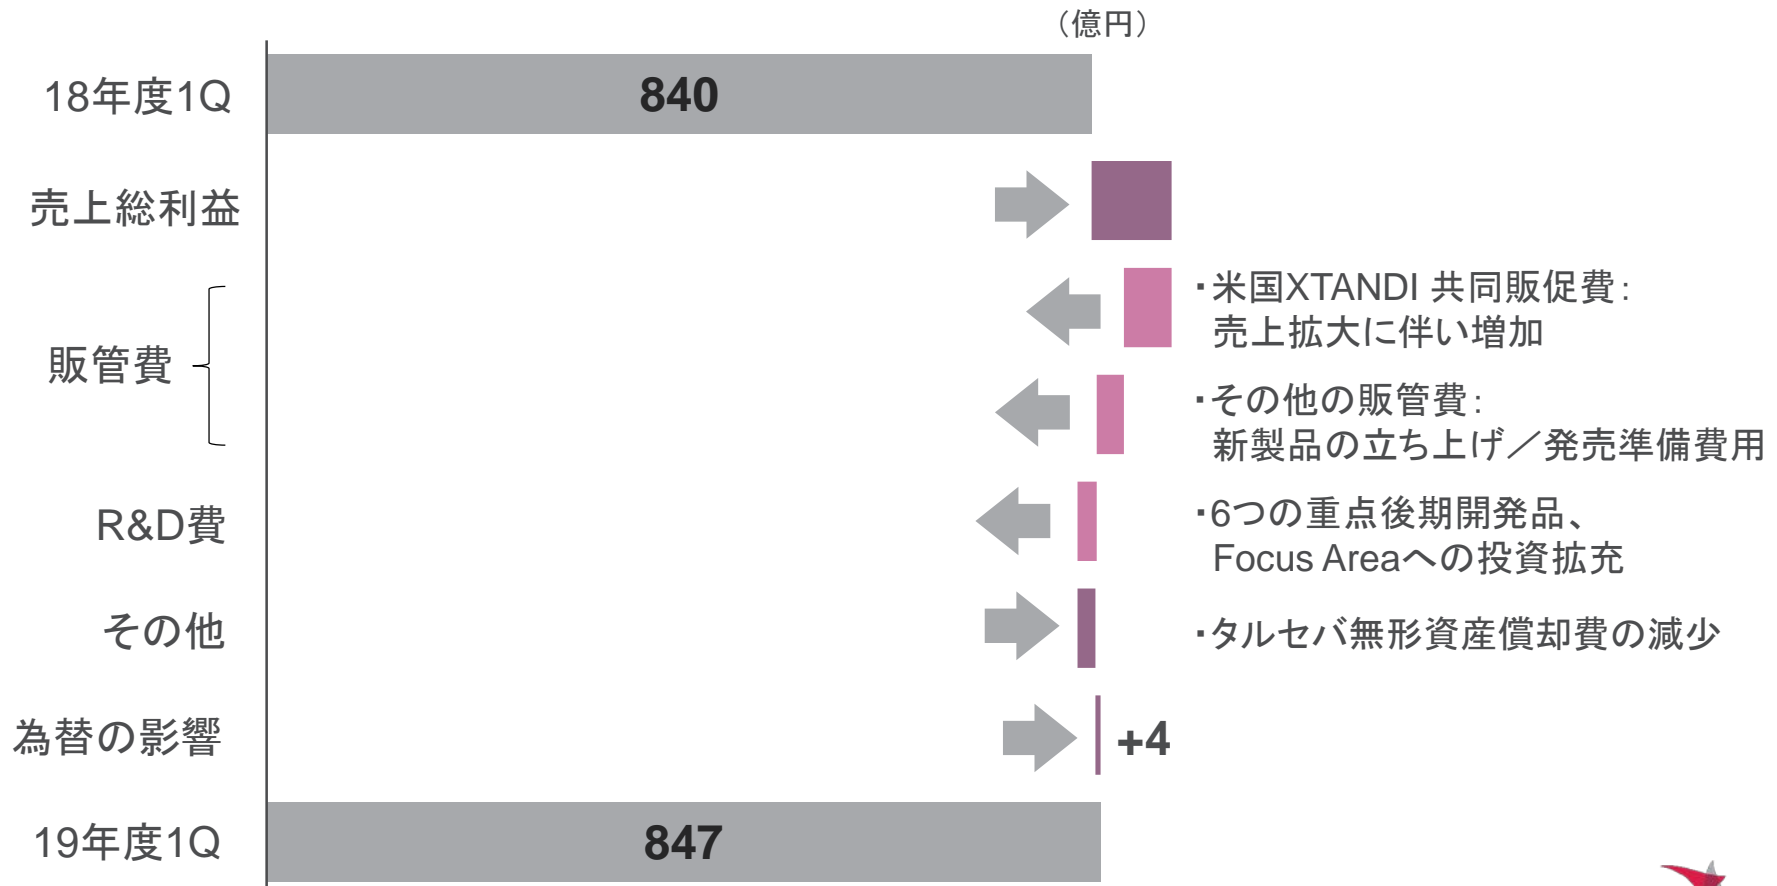 （億円）
18年度1Q
840
売上総利益
販管費
・米国XTANDI 共同販促費：
売上拡大に伴い増加
・その他の販管費：
新製品の立ち上げ／発売準備費用
R&D費
・6つの重点後期開発品、
Focus Areaへの投資拡充
その他
・タルセバ無形資産償却費の減少
為替の影響
+4
19年度1Q
847